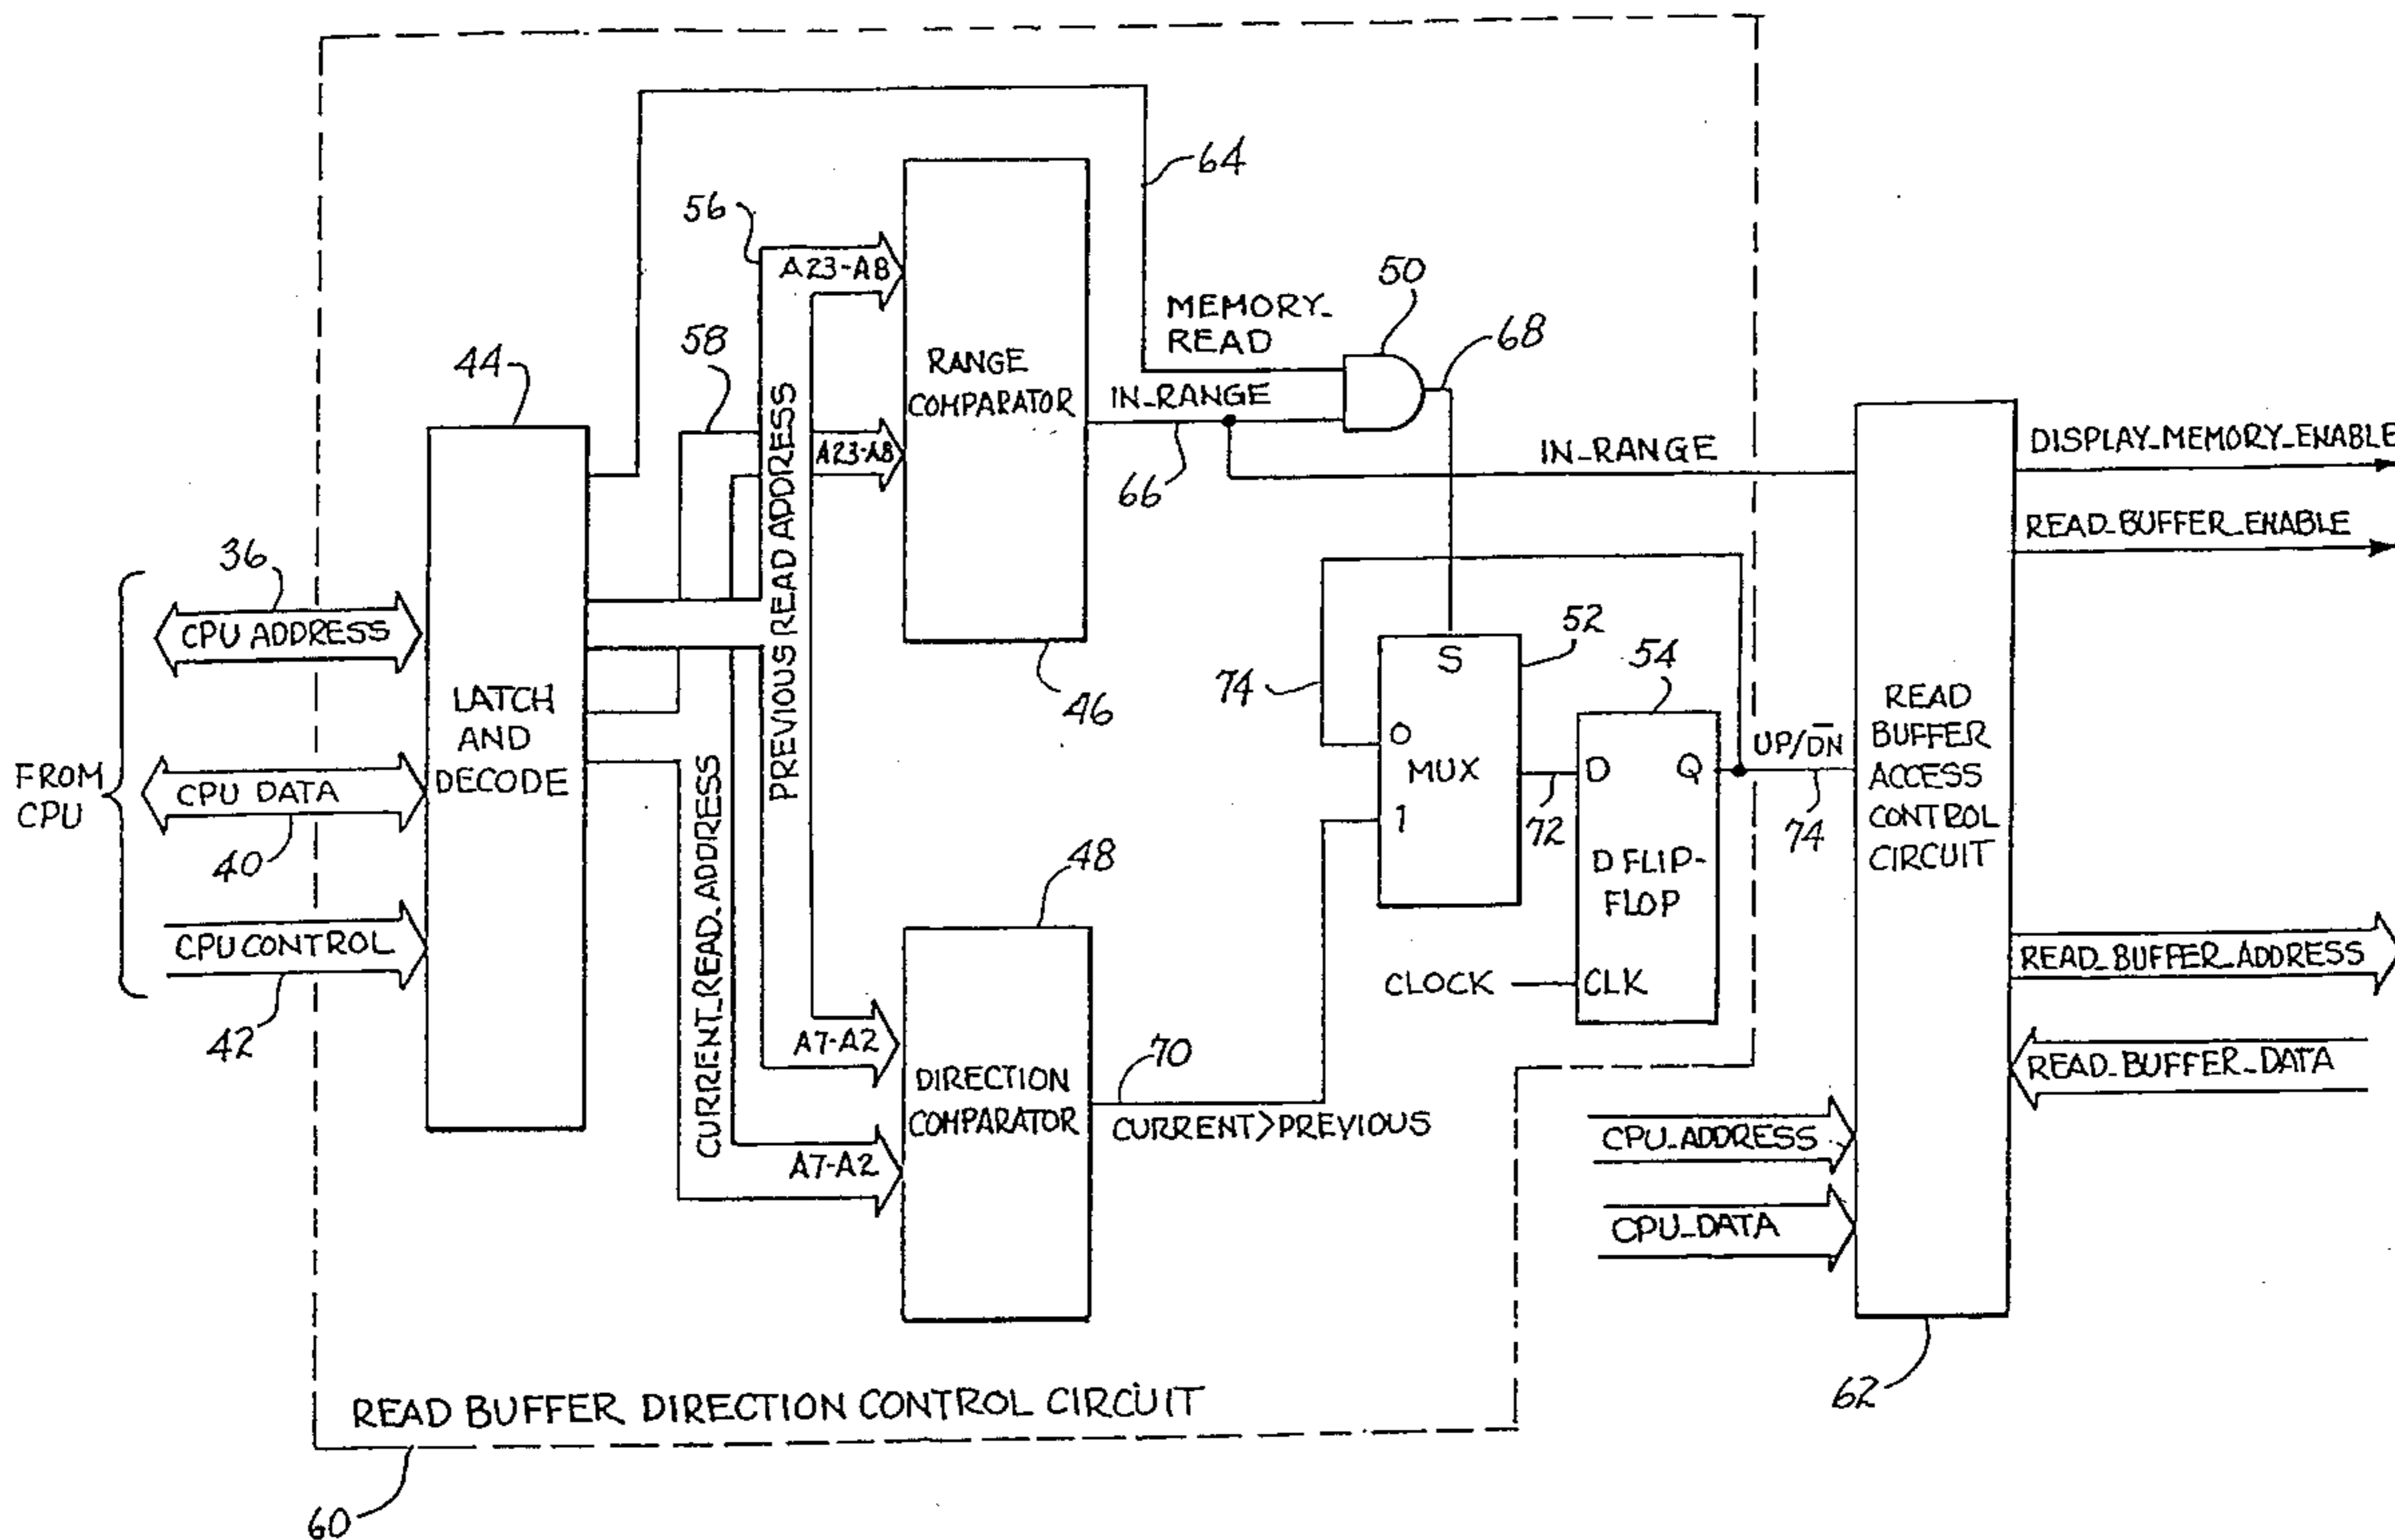 64
56
A23-A8
50
MEMORY_
READ
68
58
44
RANGE
COMPARATOR
IN_RANGE
A23-A8
66
IN_RANGE
DISPLAY_MEMORY_ENABLE
READ_BUFFER_ENABLE
36
CPU ADDRESS
PREVIOUS READ ADDRESS
52
S
54
74
46
LATCH
AND
DECODE
0
MUX
1
72
D
Q
UP/D̅N̅
74
READ
BUFFER
ACCESS
CONTROL
CIRCUIT
FROM
CPU
CPU DATA
40
CURRENT_READ_ADDRESS
48
D FLIP-
FLOP
CPU CONTROL
42
CLOCK
CLK
READ_BUFFER_ADDRESS
A7-A2
70
DIRECTION
COMPARATOR
READ_BUFFER_DATA
CURRENT>PREVIOUS
CPU_ADDRESS
A7-A2
CPU_DATA
62
READ BUFFER DIRECTION CONTROL CIRCUIT
60